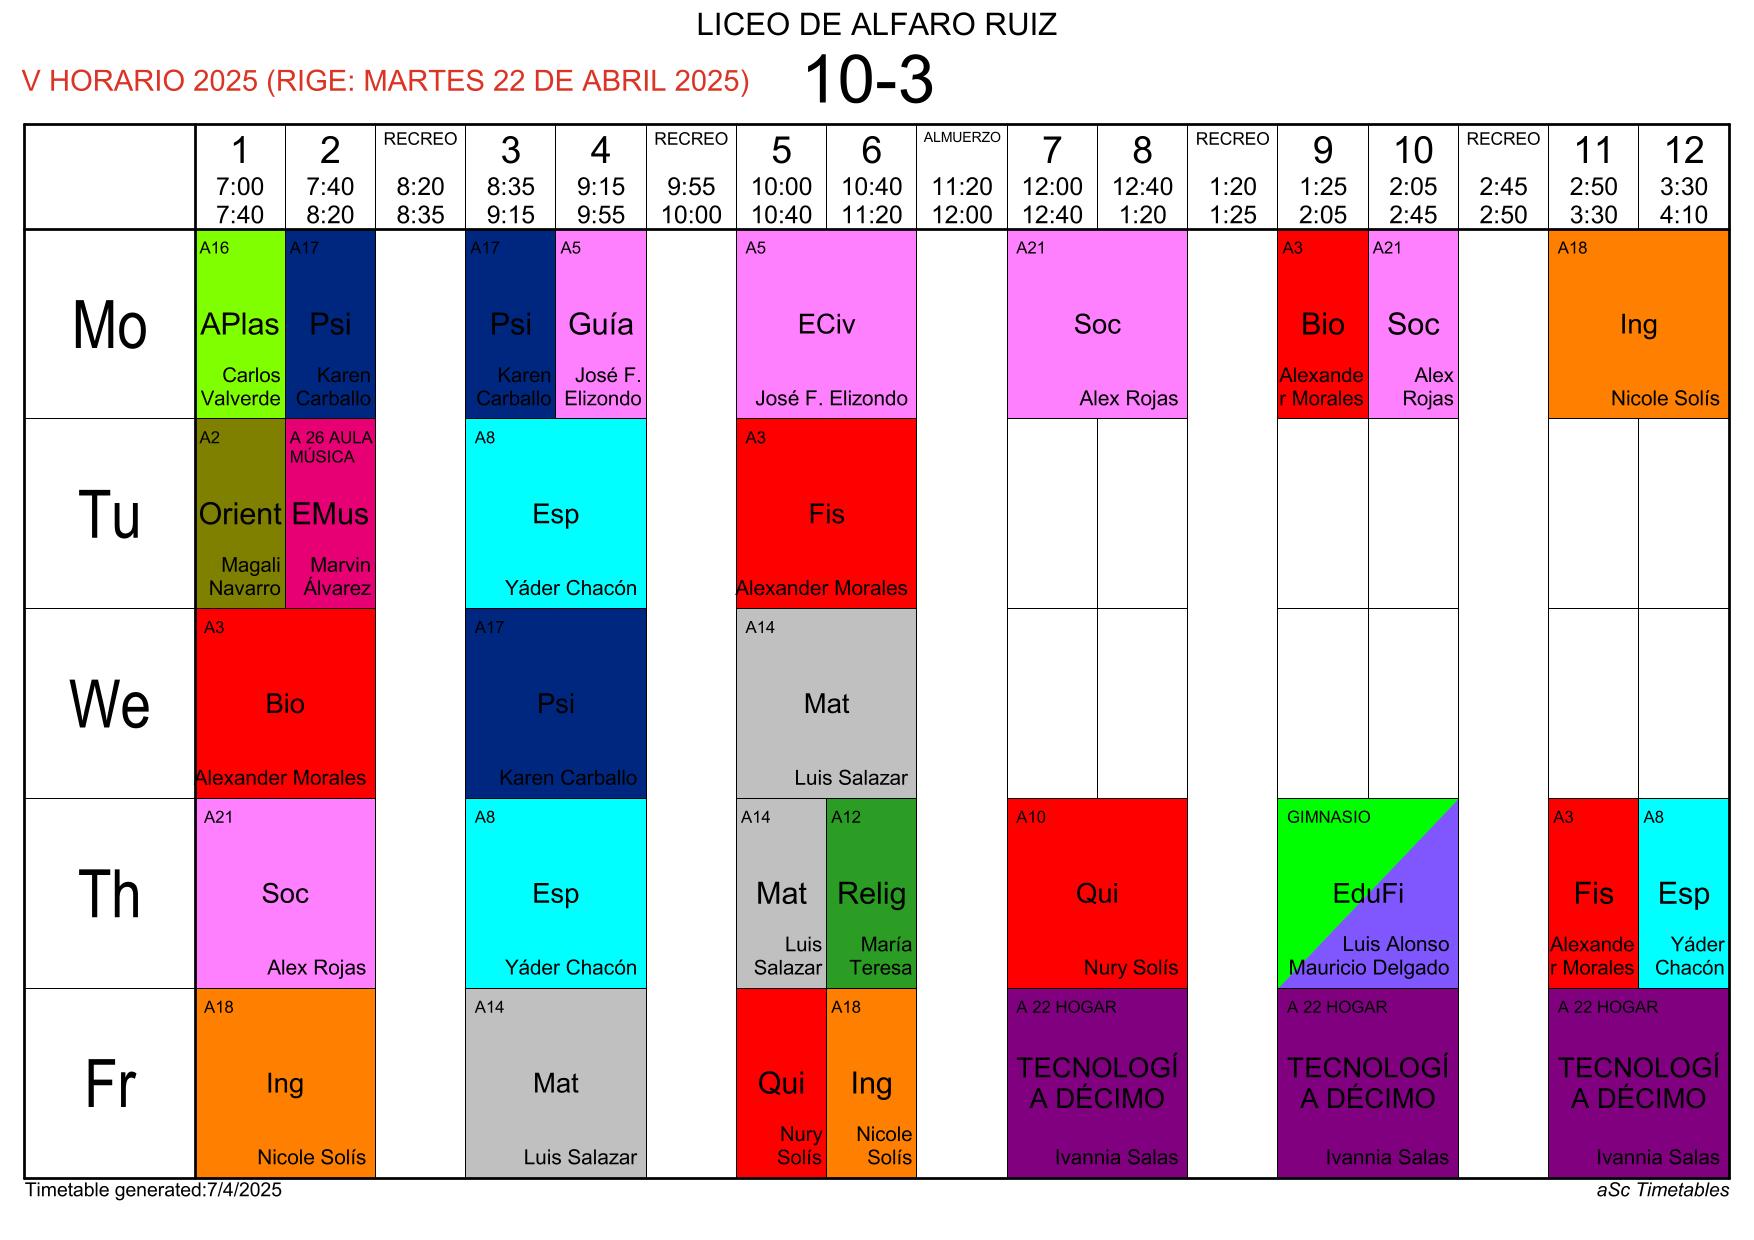 LICEO DE ALFARO RUIZ
V HORARIO 2025 (RIGE: MARTES 22 DE ABRIL 2025)
10-3
1 2 RECREO 3 4 RECREO 5 6 ALMUERZO 7 8 RECREO 9 10 RECREO 11 12
7:00 7:40 8:20 8:35 9:15 9:55 10:00 10:40 11:20 12:00 12:40 1:20 1:25 2:05 2:45 2:50 3:30
7:40 8:20 8:35 9:15 9:55 10:00 10:40 11:20 12:00 12:40 1:20 1:25 2:05 2:45 2:50 3:30 4:10
Mo
A16 A17 A17 A5 A5 A21 A3 A21 A18
APlas Psi Psi Guía ECiv Soc Bio Soc Ing
Carlos Karen Karen José F. Alexande Alex
Valverde Carballo Carballo Elizondo José F. Elizondo Alex Rojas r Morales Rojas Nicole Solís
Tu
A2 A 26 AULA A8 A3
MÚSICA
Orient EMus Esp Fis
Magali Marvin
Navarro Álvarez Yáder Chacón Alexander Morales
We
A3 A17 A14
Bio Psi Mat
Alexander Morales Karen Carballo Luis Salazar
Th
A21 A8 A14 A12 A10 GIMNASIO A3 A8
Soc Esp Mat Relig Qui EduFi Fis Esp
Luis María Luis Alonso Alexande Yáder
Alex Rojas Yáder Chacón Salazar Teresa Nury Solís Mauricio Delgado r Morales Chacón
Fr
A18 A14 A18 A 22 HOGAR A 22 HOGAR A 22 HOGAR
TECNOLOGÍ TECNOLOGÍ TECNOLOGÍ
Ing Mat Qui Ing
A DÉCIMO A DÉCIMO A DÉCIMO
Nury Nicole
Nicole Solís Luis Salazar Solís Solís Ivannia Salas Ivannia Salas Ivannia Salas
Timetable generated:7/4/2025
aSc Timetables